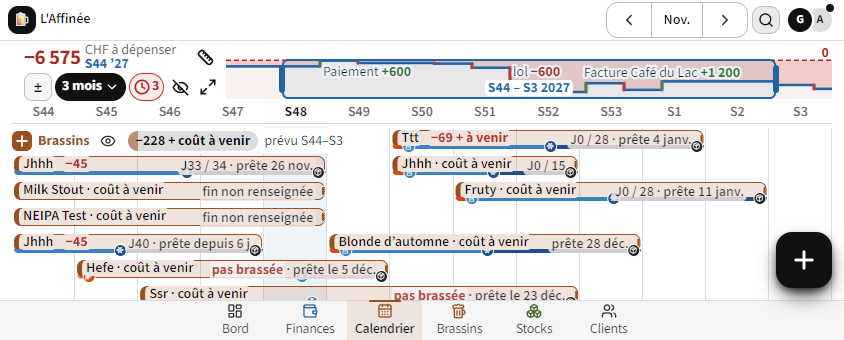 L'Affinée
Nov.
G
A
−6 575 CHF à dépenser
S44 ’27
0
± 3 mois 3
Paiement +600
lol −600
Facture Café du Lac +1 200
S44 – S3 2027
S44 S45 S46 S47 S48 S49 S50 S51 S52 S53 S1 S2 S3
Brassins −228 + coût à venir prévu S44–S3
Ttt −69 + à venir J0 / 28 · prête 4 janv.
Jhhh −45 J33 / 34 · prête 26 nov.
Jhhh · coût à venir J0 / 15
Milk Stout · coût à venir fin non renseignée
Fruty · coût à venir J0 / 28 · prête 11 janv.
NEIPA Test · coût à venir fin non renseignée
Jhhh −45 J40 · prête depuis 6 j
Blonde d’automne · coût à venir prête 28 déc.
Hefe · coût à venir pas brassée · prête le 5 déc.
Ssr · coût à venir pas brassée · prête le 23 déc.
Bord Finances Calendrier Brassins Stocks Clients